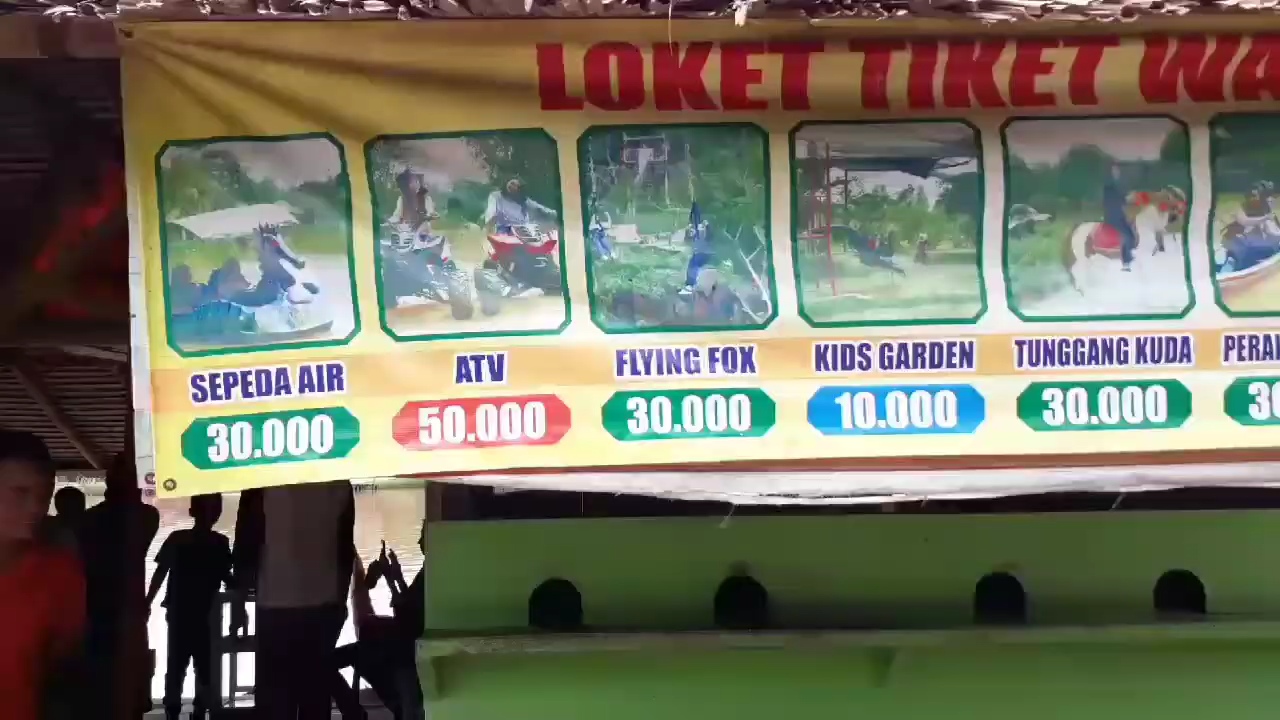 LOKET TIKET WA
SEPEDA AIR
30.000
ATV
50.000
FLYING FOX
30.000
KIDS GARDEN
10.000
TUNGGANG KUDA
30.000